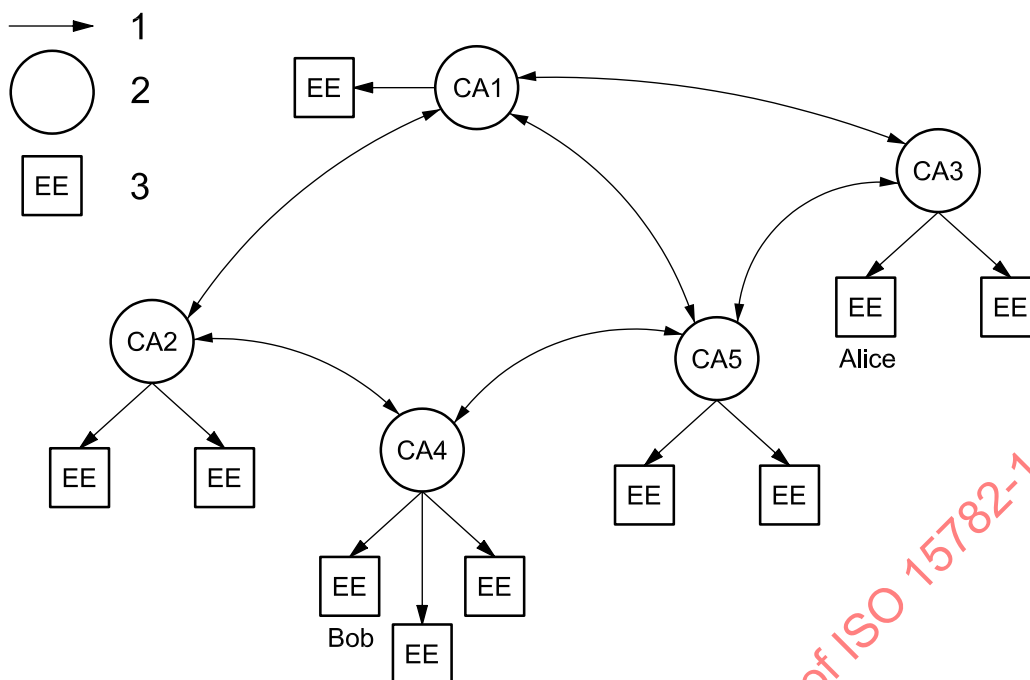 1
2
EE 3
EE CA1
CA3
EE EE
Alice
CA2
CA5
CA4
EE EE
EE EE
EE EE
Bob
EE
of ISO 15782-1